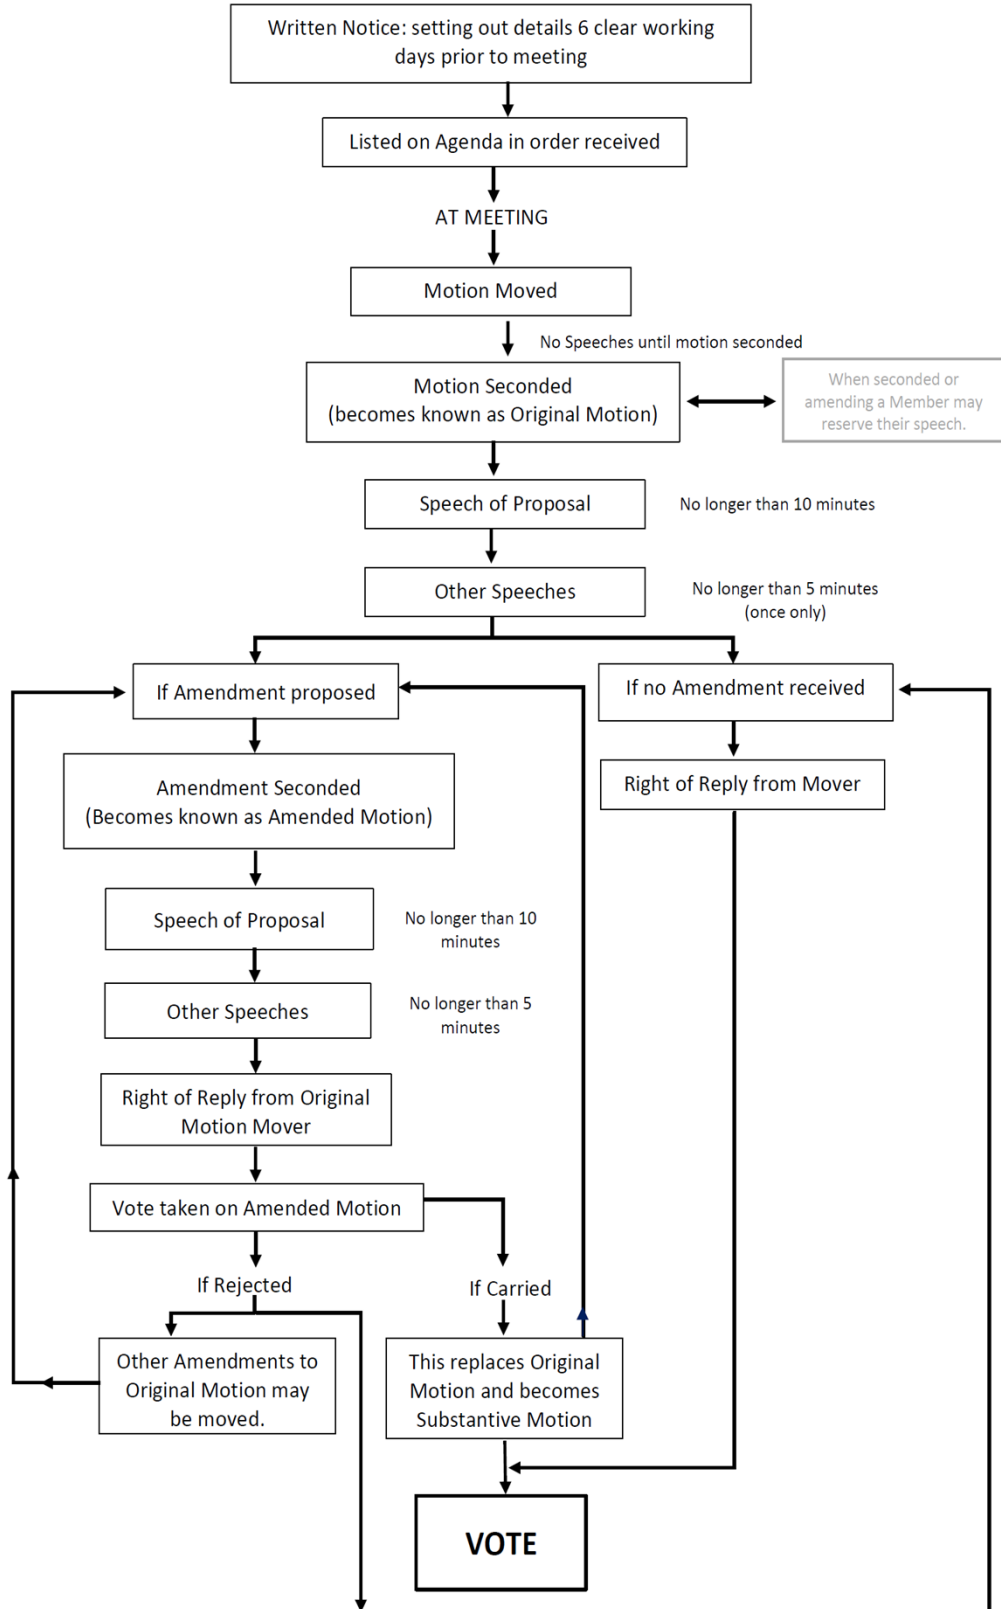 Written Notice: setting out details 6 clear working
days prior to meeting
Listed on Agenda in order received
AT MEETING
Motion Moved
No Speeches until motion seconded
Motion Seconded
(becomes known as Original Motion)
When seconded or
amending a Member may
reserve their speech.
Speech of Proposal
No longer than 10 minutes
Other Speeches
No longer than 5 minutes
(once only)
If Amendment proposed
If no Amendment received
Amendment Seconded
(Becomes known as Amended Motion)
Right of Reply from Mover
Speech of Proposal
No longer than 10
minutes
Other Speeches
No longer than 5
minutes
Right of Reply from Original
Motion Mover
Vote taken on Amended Motion
If Rejected
If Carried
Other Amendments to
Original Motion may
be moved.
This replaces Original
Motion and becomes
Substantive Motion
VOTE